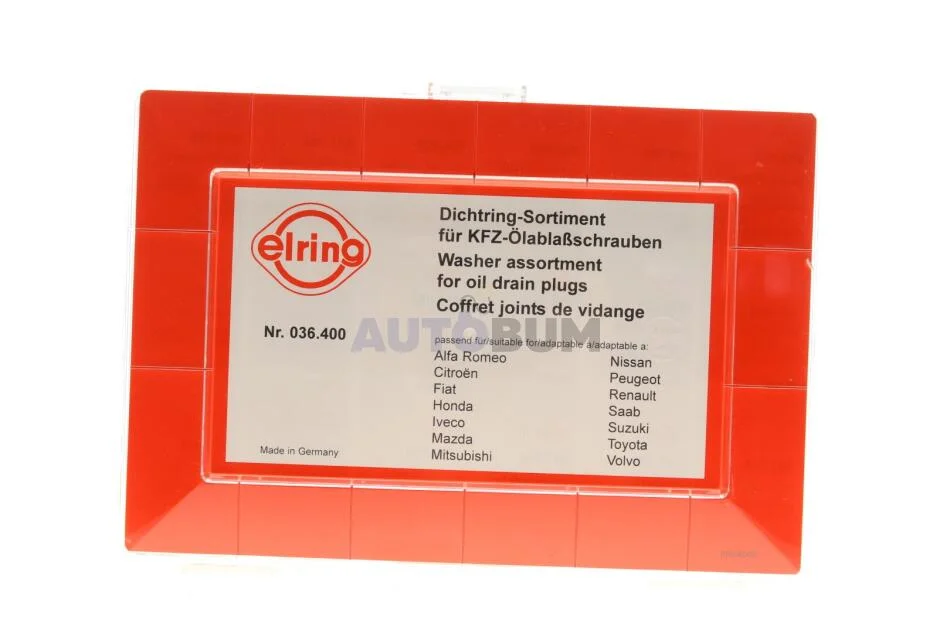 elring
Nr. 036.400
Made in Germany
Dichtring-Sortiment
für KFZ-Ölablaßschrauben
Washer assortment
for oil drain plugs
Coffret joints de vidange
AUTOBUM
passend für/suitable for/adaptable à/adaptable a:
Alfa Romeo
Citroën
Fiat
Honda
Iveco
Mazda
Mitsubishi
Nissan
Peugeot
Renault
Saab
Suzuki
Toyota
Volvo